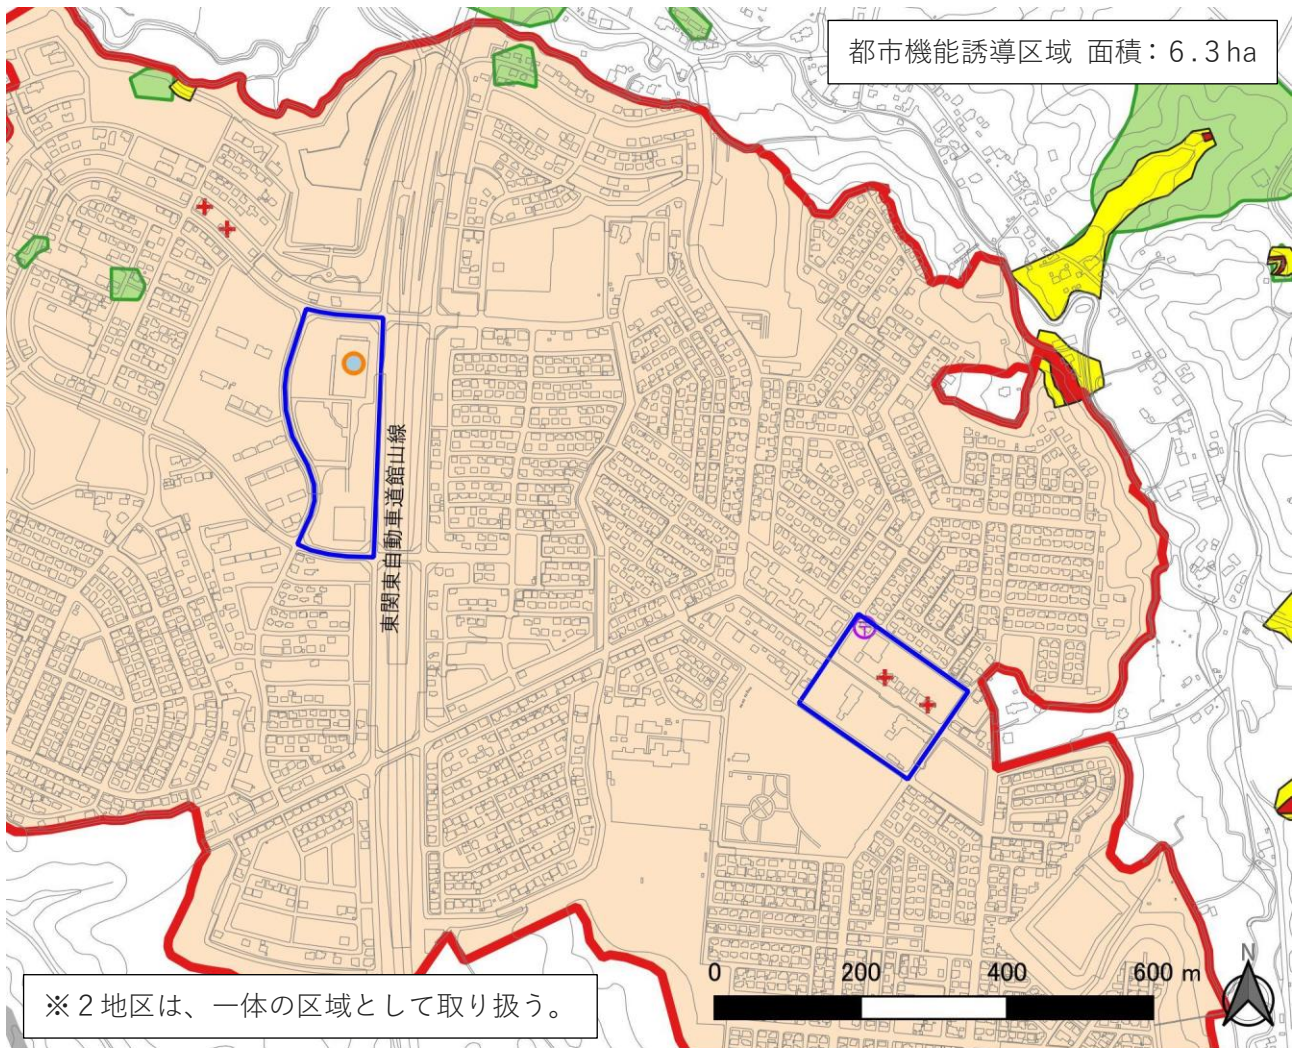 都市機能誘導区域 面積：6.3ha
東関東自動車道館山線
※２地区は、一体の区域として取り扱う。
0 200 400 600 m
N